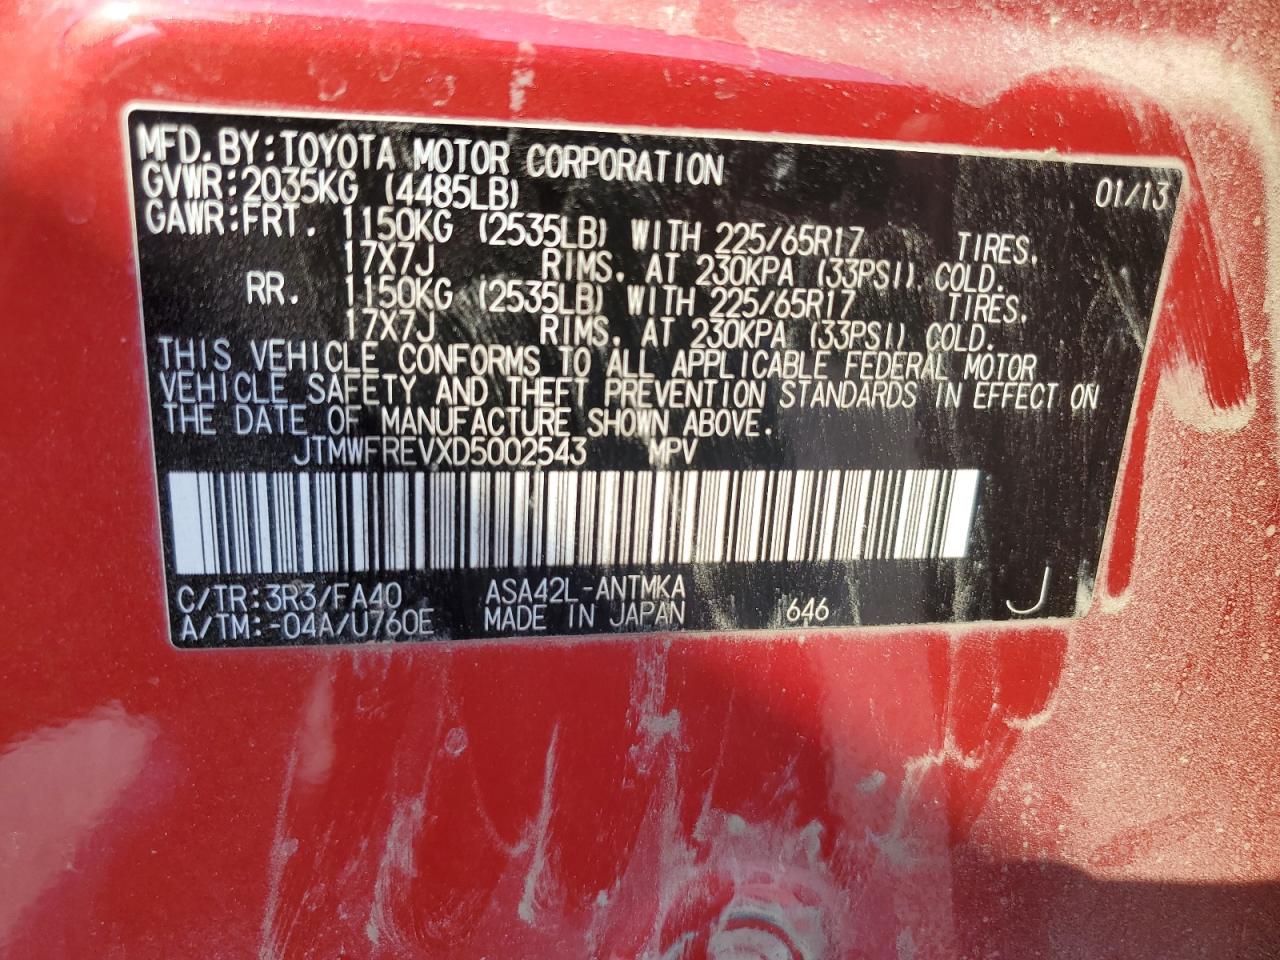 MFD.BY:TOYOTA MOTOR CORPORATION 01/13
GVWR:2035KG (4485LB)
GAWR:FRT. 1150KG (2535LB) WITH 225/65R17 TIRES.
17X7J RIMS. AT 230KPA (33PSI) COLD.
RR. 1150KG (2535LB) WITH 225/65R17 TIRES.
17X7J RIMS. AT 230KPA (33PSI) COLD.
THIS VEHICLE CONFORMS TO ALL APPLICABLE FEDERAL MOTOR
VEHICLE SAFETY AND THEFT PREVENTION STANDARDS IN EFFECT ON
THE DATE OF MANUFACTURE SHOWN ABOVE.
JTMWFREVXD5002543 MPV
C/TR:3R3/FA40 ASA42L-ANTMKA
A/TM:-04A/U760E MADE IN JAPAN 646 J